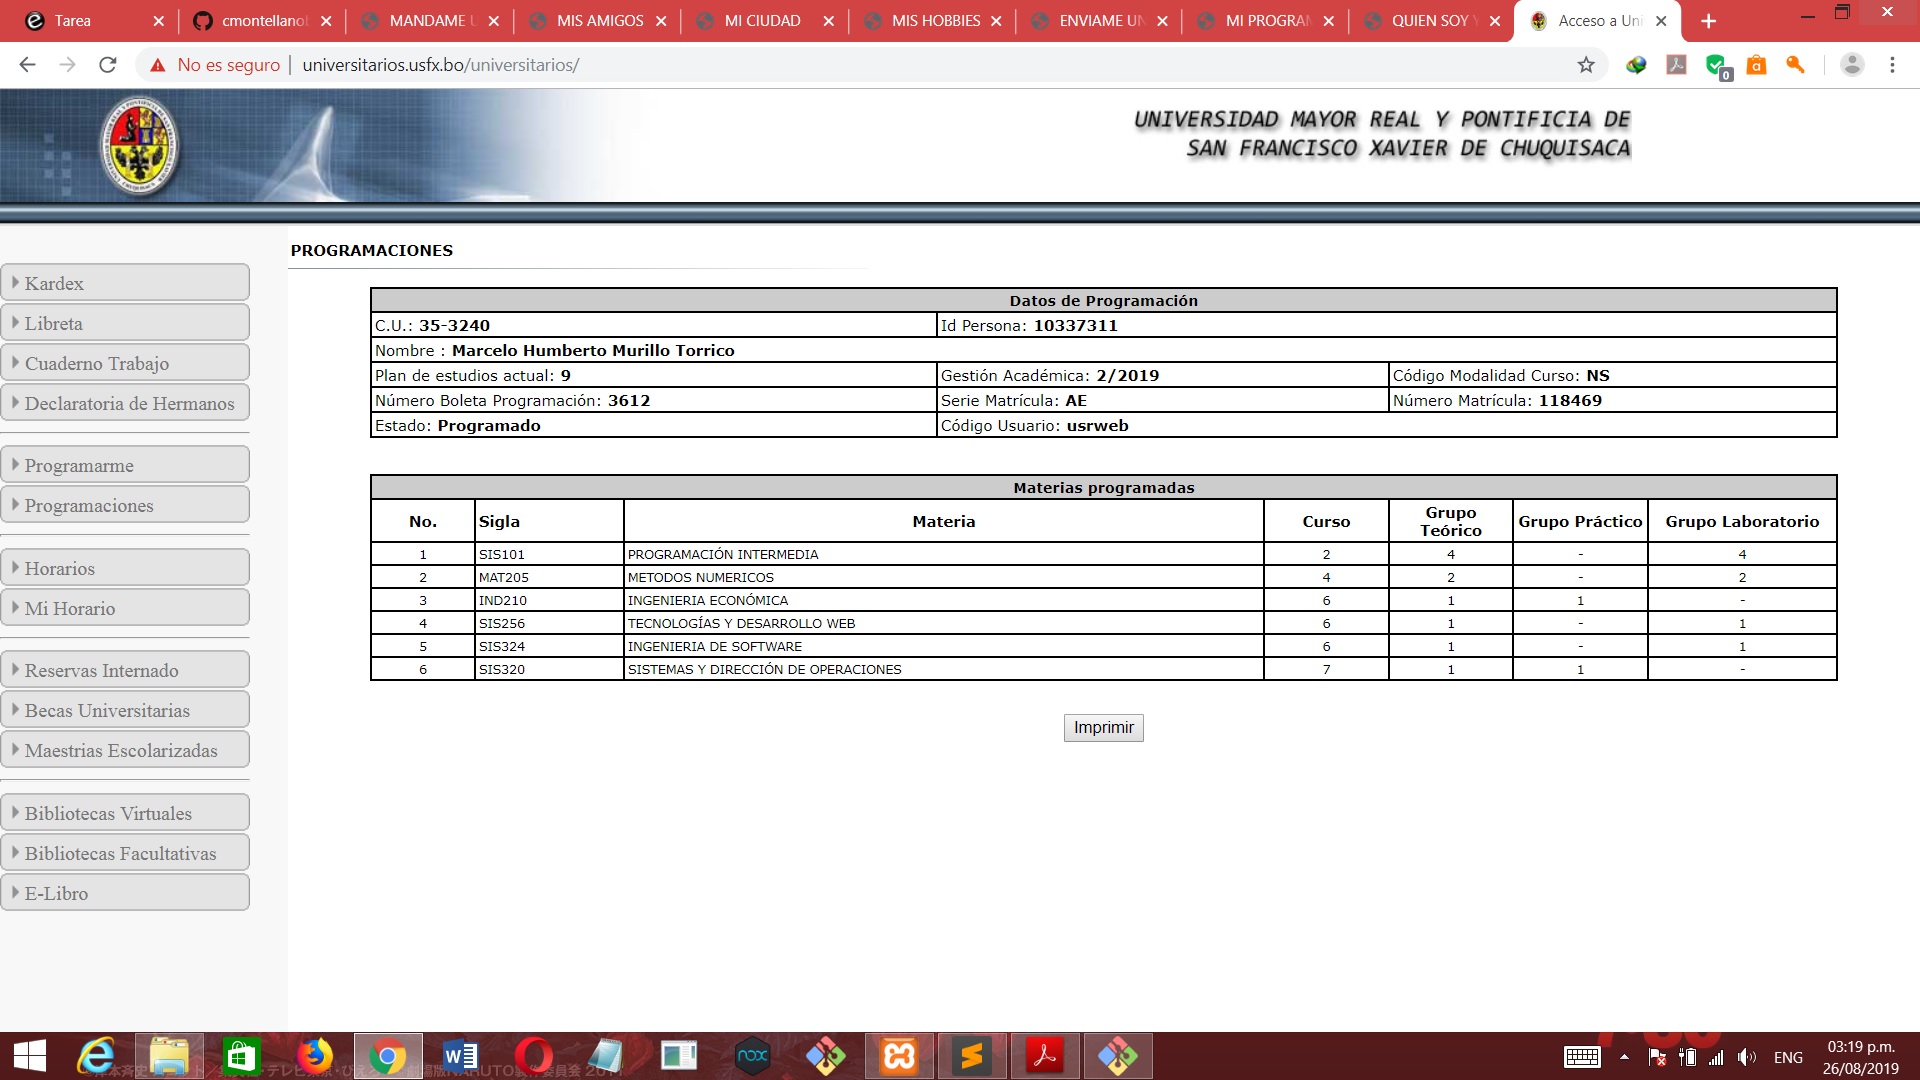 Tarea
cmontellano
MANDAME U
MIS AMIGOS
MI CIUDAD
MIS HOBBIES
ENVIAME UN
MI PROGRAM
QUIEN SOY Y
Acceso a Uni
No es seguro
universitarios.usfx.bo/universitarios/
0
UNIVERSIDAD MAYOR REAL Y PONTIFICIA DE
SAN FRANCISCO XAVIER DE CHUQUISACA
PROGRAMACIONES
Kardex
Libreta
Cuaderno Trabajo
Declaratoria de Hermanos
Programarme
Programaciones
Horarios
Mi Horario
Reservas Internado
Becas Universitarias
Maestrias Escolarizadas
Bibliotecas Virtuales
Bibliotecas Facultativas
E-Libro
Datos de Programación
C.U.: 35-3240 Id Persona: 10337311
Nombre : Marcelo Humberto Murillo Torrico
Plan de estudios actual: 9 Gestión Académica: 2/2019 Código Modalidad Curso: NS
Número Boleta Programación: 3612 Serie Matrícula: AE Número Matrícula: 118469
Estado: Programado Código Usuario: usrweb
Materias programadas
No. Sigla Materia Curso Grupo Teórico Grupo Práctico Grupo Laboratorio
1 SIS101 PROGRAMACIÓN INTERMEDIA 2 4 - 4
2 MAT205 METODOS NUMERICOS 4 2 - 2
3 IND210 INGENIERIA ECONÓMICA 6 1 1 -
4 SIS256 TECNOLOGÍAS Y DESARROLLO WEB 6 1 - 1
5 SIS324 INGENIERIA DE SOFTWARE 6 1 - 1
6 SIS320 SISTEMAS Y DIRECCIÓN DE OPERACIONES 7 1 1 -
Imprimir
nox
ENG
03:19 p.m.
26/08/2019